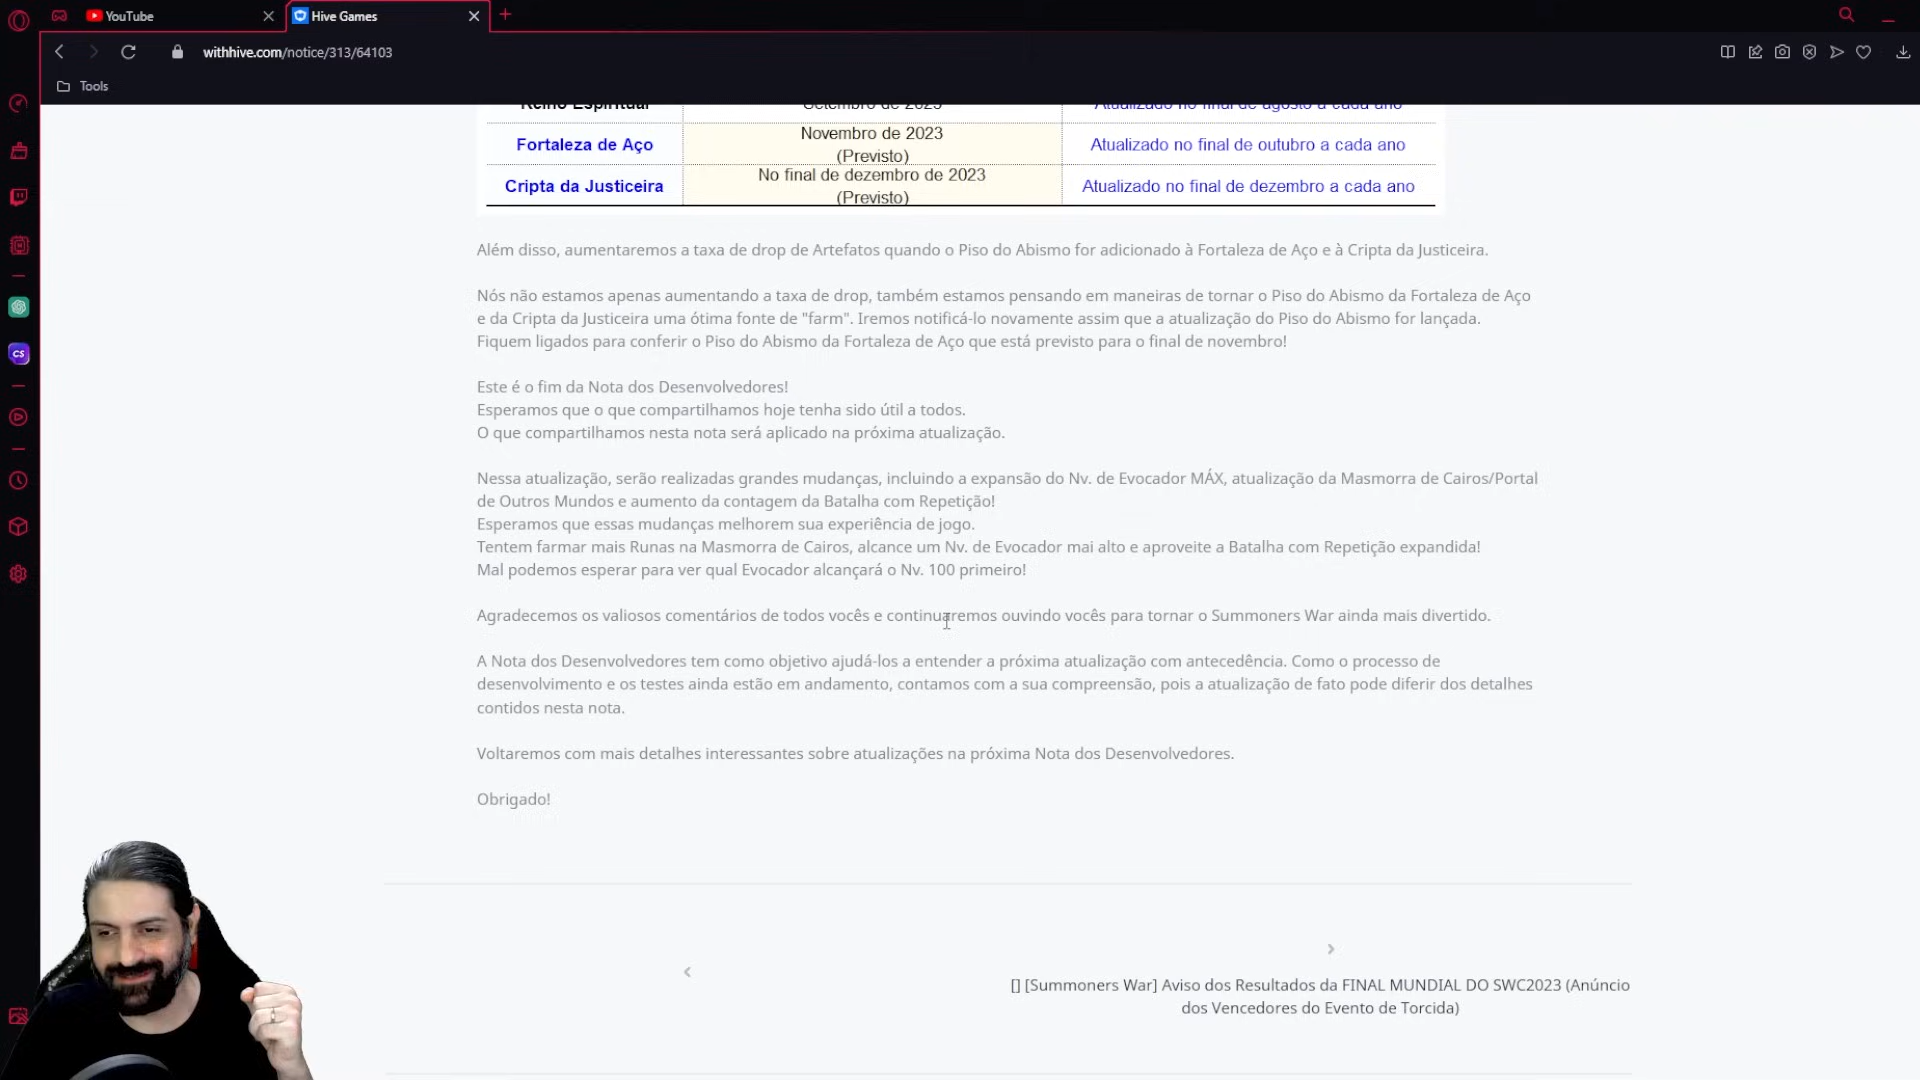 YouTube
Hive Games
withhive.com/notice/313/64103
Tools
Reino Espiritual
Setembro de 2023
Atualizado no final de agosto a cada ano
Fortaleza de Aço
Novembro de 2023
(Previsto)
Atualizado no final de outubro a cada ano
Cripta da Justiceira
No final de dezembro de 2023
(Previsto)
Atualizado no final de dezembro a cada ano
Além disso, aumentaremos a taxa de drop de Artefatos quando o Piso do Abismo for adicionado à Fortaleza de Aço e à Cripta da Justiceira.
Nós não estamos apenas aumentando a taxa de drop, também estamos pensando em maneiras de tornar o Piso do Abismo da Fortaleza de Aço
e da Cripta da Justiceira uma ótima fonte de "farm". Iremos notificá-lo novamente assim que a atualização do Piso do Abismo for lançada.
Fiquem ligados para conferir o Piso do Abismo da Fortaleza de Aço que está previsto para o final de novembro!
Este é o fim da Nota dos Desenvolvedores!
Esperamos que o que compartilhamos hoje tenha sido útil a todos.
O que compartilhamos nesta nota será aplicado na próxima atualização.
Nessa atualização, serão realizadas grandes mudanças, incluindo a expansão do Nv. de Evocador MÁX, atualização da Masmorra de Cairos/Portal
de Outros Mundos e aumento da contagem da Batalha com Repetição!
Esperamos que essas mudanças melhorem sua experiência de jogo.
Tentem farmar mais Runas na Masmorra de Cairos, alcance um Nv. de Evocador mai alto e aproveite a Batalha com Repetição expandida!
Mal podemos esperar para ver qual Evocador alcançará o Nv. 100 primeiro!
Agradecemos os valiosos comentários de todos vocês e continuaremos ouvindo vocês para tornar o Summoners War ainda mais divertido.
A Nota dos Desenvolvedores tem como objetivo ajudá-los a entender a próxima atualização com antecedência. Como o processo de
desenvolvimento e os testes ainda estão em andamento, contamos com a sua compreensão, pois a atualização de fato pode diferir dos detalhes
contidos nesta nota.
Voltaremos com mais detalhes interessantes sobre atualizações na próxima Nota dos Desenvolvedores.
Obrigado!
[] [Summoners War] Aviso dos Resultados da FINAL MUNDIAL DO SWC2023 (Anúncio
dos Vencedores do Evento de Torcida)
CS